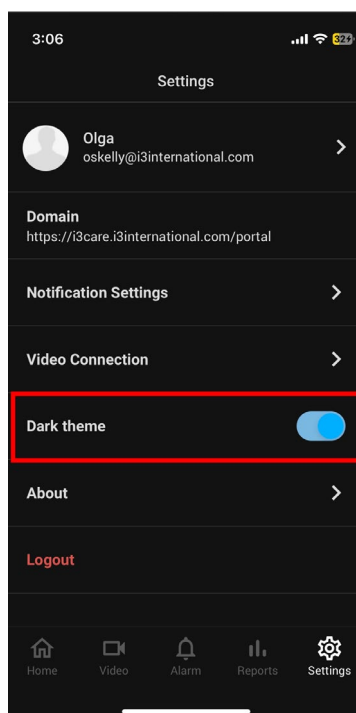 3:06
32
Settings
Olga
oskelly@i3international.com
Domain
https://i3care.i3international.com/portal
Notification Settings
Video Connection
Dark theme
About
Logout
Home Video Alarm Reports Settings